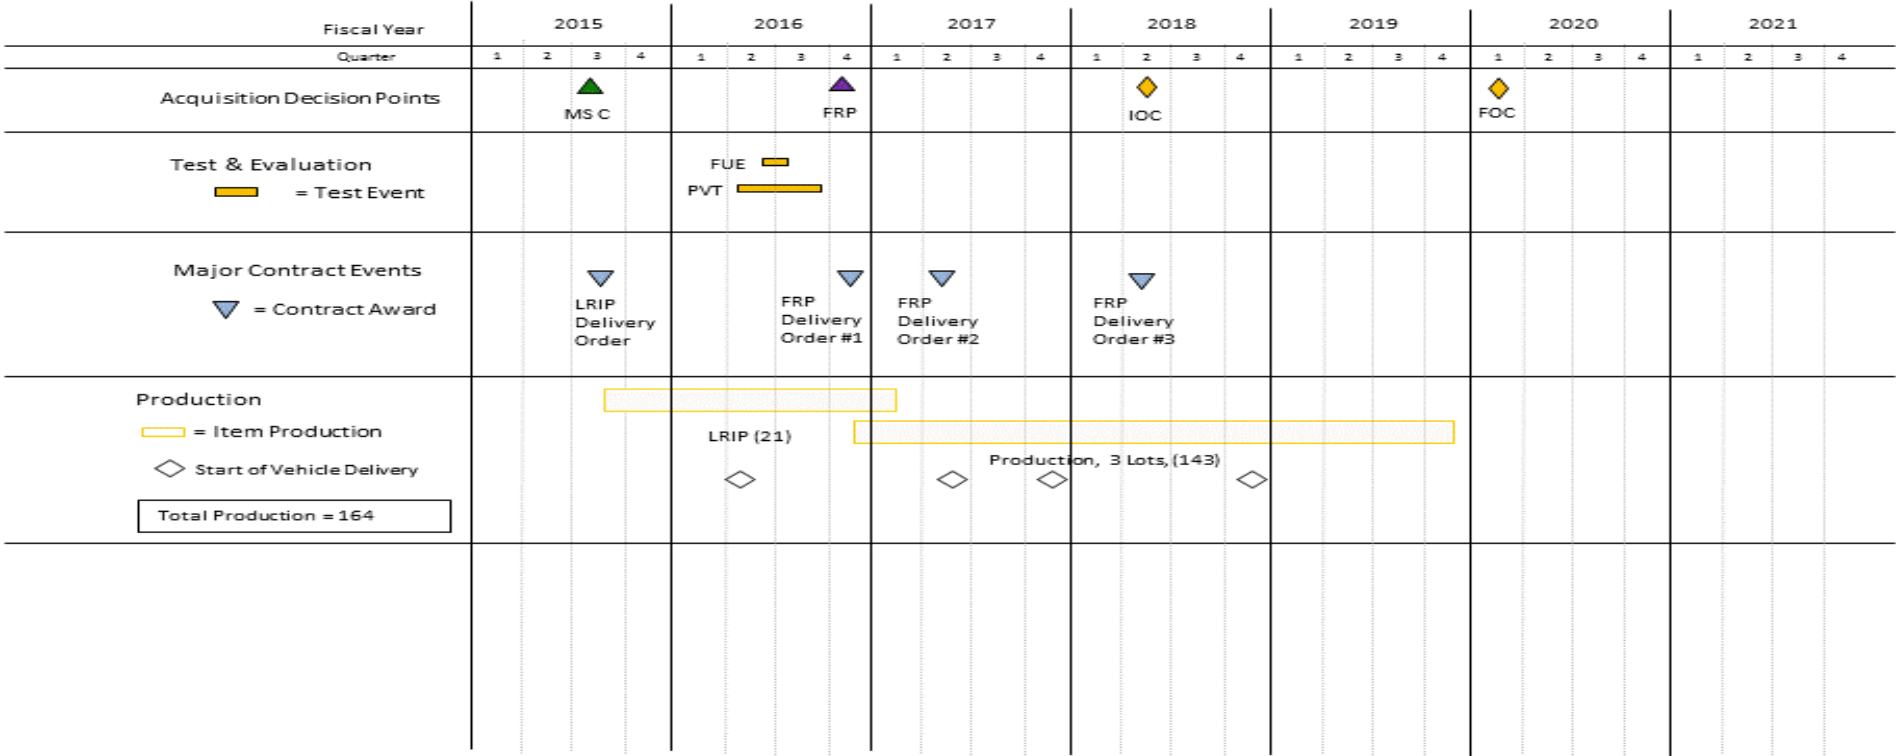 Fiscal Year 2015 2016 2017 2018 2019 2020 2021
Quarter 1 2 3 4 1 2 3 4 1 2 3 4 1 2 3 4 1 2 3 4 1 2 3 4 1 2 3 4
Acquisition Decision Points
MS C FRP IOC FOC
Test & Evaluation
= Test Event
FUE
PVT
Major Contract Events
= Contract Award
LRIP
Delivery
Order
FRP
Delivery
Order #1
FRP
Delivery
Order #2
FRP
Delivery
Order #3
Production
= Item Production
Start of Vehicle Delivery
Total Production = 164
LRIP (21)
Production, 3 Lots, (143)